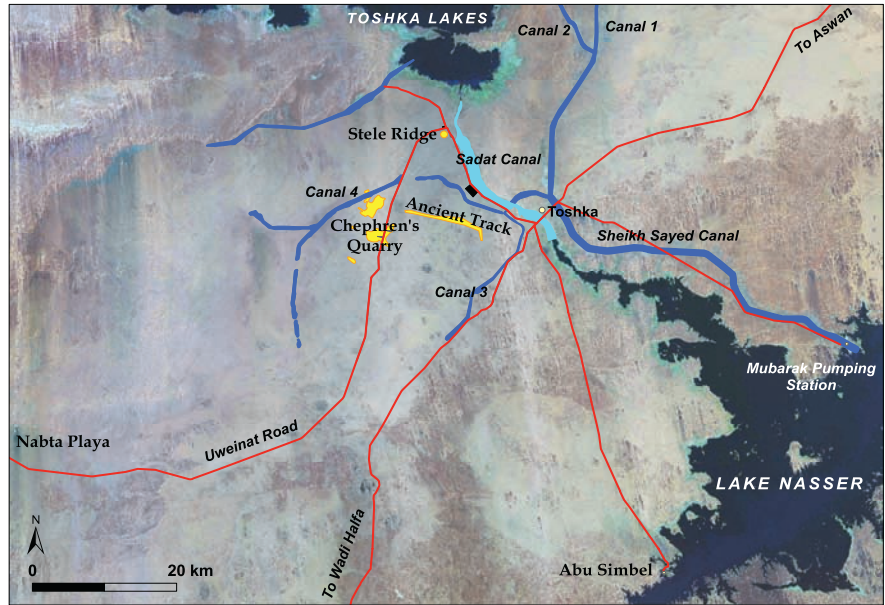 TOSHKA LAKES
Canal 2
Canal 1
To Aswan
Stele Ridge
Sadat Canal
Canal 4
Ancient Track
Toshka
Chephren's
Quarry
Sheikh Sayed Canal
Canal 3
Mubarak Pumping
Station
Uweinat Road
Nabta Playa
LAKE NASSER
N
To Wadi Halfa
Abu Simbel
0
20 km